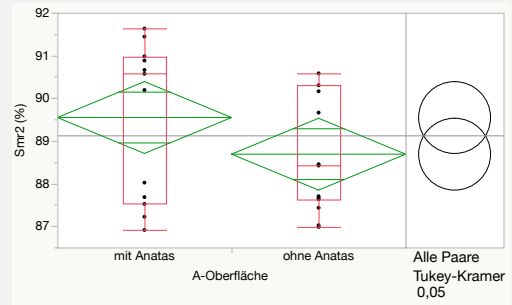 92
91
90
89
88
87
Smr2 (%)
mit Anatas
ohne Anatas
A-Oberfläche
Alle Paare
Tukey-Kramer
0,05